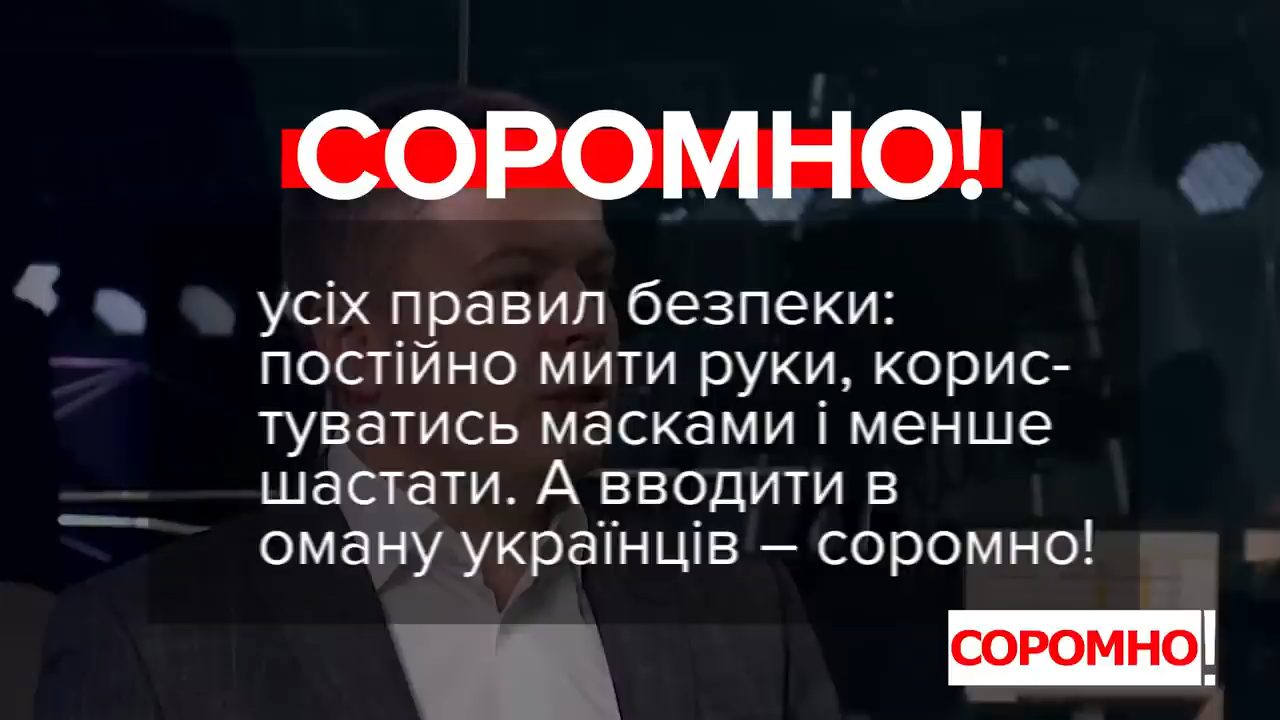 СОРОМНО!
усіх правил безпеки:
постійно мити руки, корис-
туватись масками і менше
шастати. А вводити в
оману українців – соромно!
СОРОМНО!